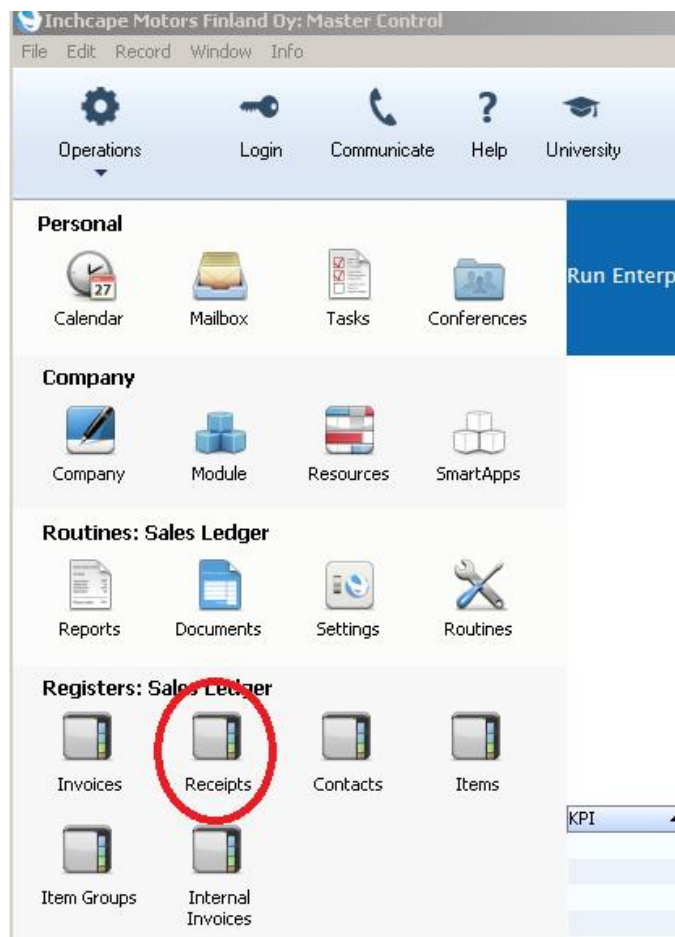 Inchcape Motors Finland Oy: Master Control
File Edit Record Window Info
Operations Login Communicate Help University
Personal
27
Calendar Mailbox Tasks Conferences
Run Enterp
Company
Company Module Resources SmartApps
Routines: Sales Ledger
Reports Documents Settings Routines
Registers: Sales Ledger
Invoices Receipts Contacts Items
KPI
Item Groups Internal Invoices